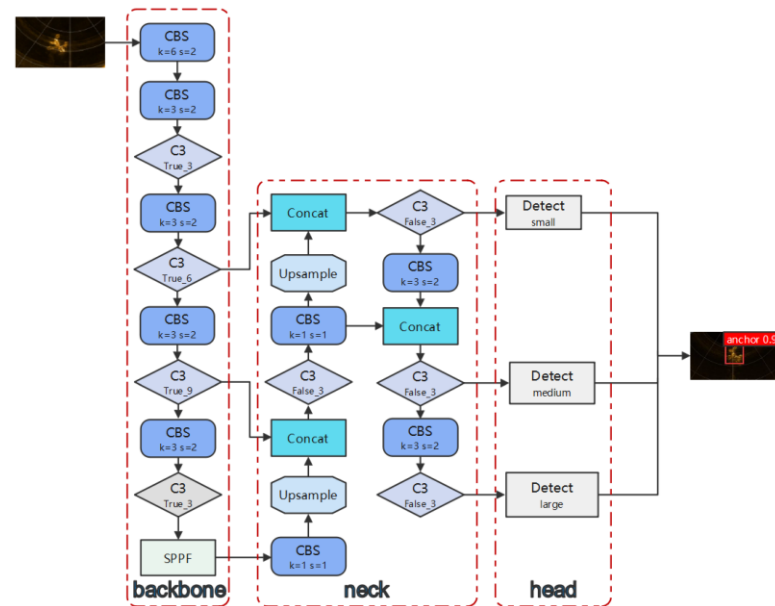 CBS
k=6 s=2
CBS
k=3 s=2
C3
True_3
CBS
k=3 s=2
C3
True_6
CBS
k=3 s=2
C3
True_9
CBS
k=3 s=2
C3
True_3
SPPF
backbone
Concat
Upsample
CBS
k=1 s=1
C3
False_3
Concat
Upsample
CBS
k=1 s=1
C3
False_3
CBS
k=3 s=2
Concat
C3
False_3
CBS
k=3 s=2
C3
False_3
neck
Detect
small
Detect
medium
Detect
large
head
anchor 0.9